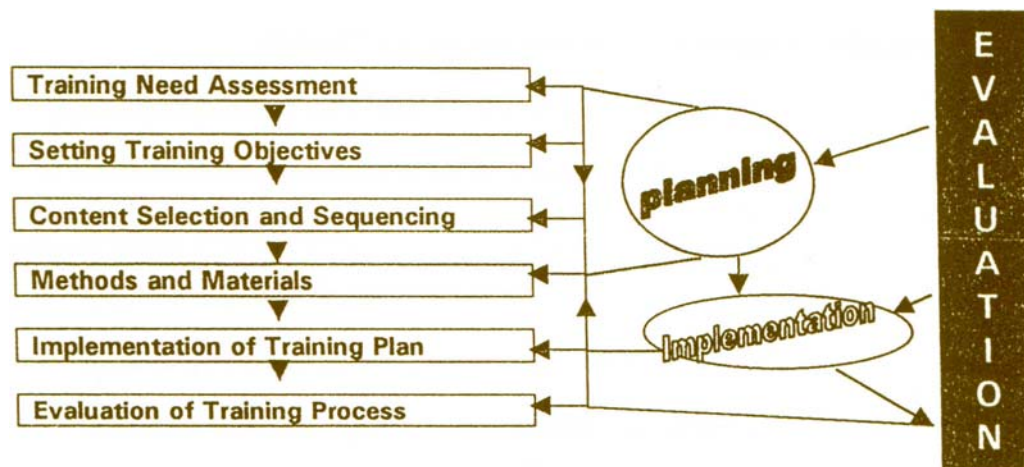 Training Need Assessment
Setting Training Objectives
Content Selection and Sequencing
Methods and Materials
Implementation of Training Plan
Evaluation of Training Process
planning
Implementation
EVALUATION